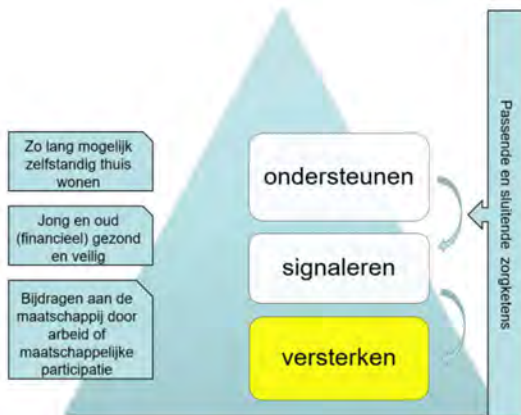 Zo lang mogelijk
zelfstandig thuis
wonen
Jong en oud
(financieel) gezond
en veilig
Bijdragen aan de
maatschappij door
arbeid of
maatschappelijke
participatie
ondersteunen
signaleren
versterken
Passende en sluitende zorgketens